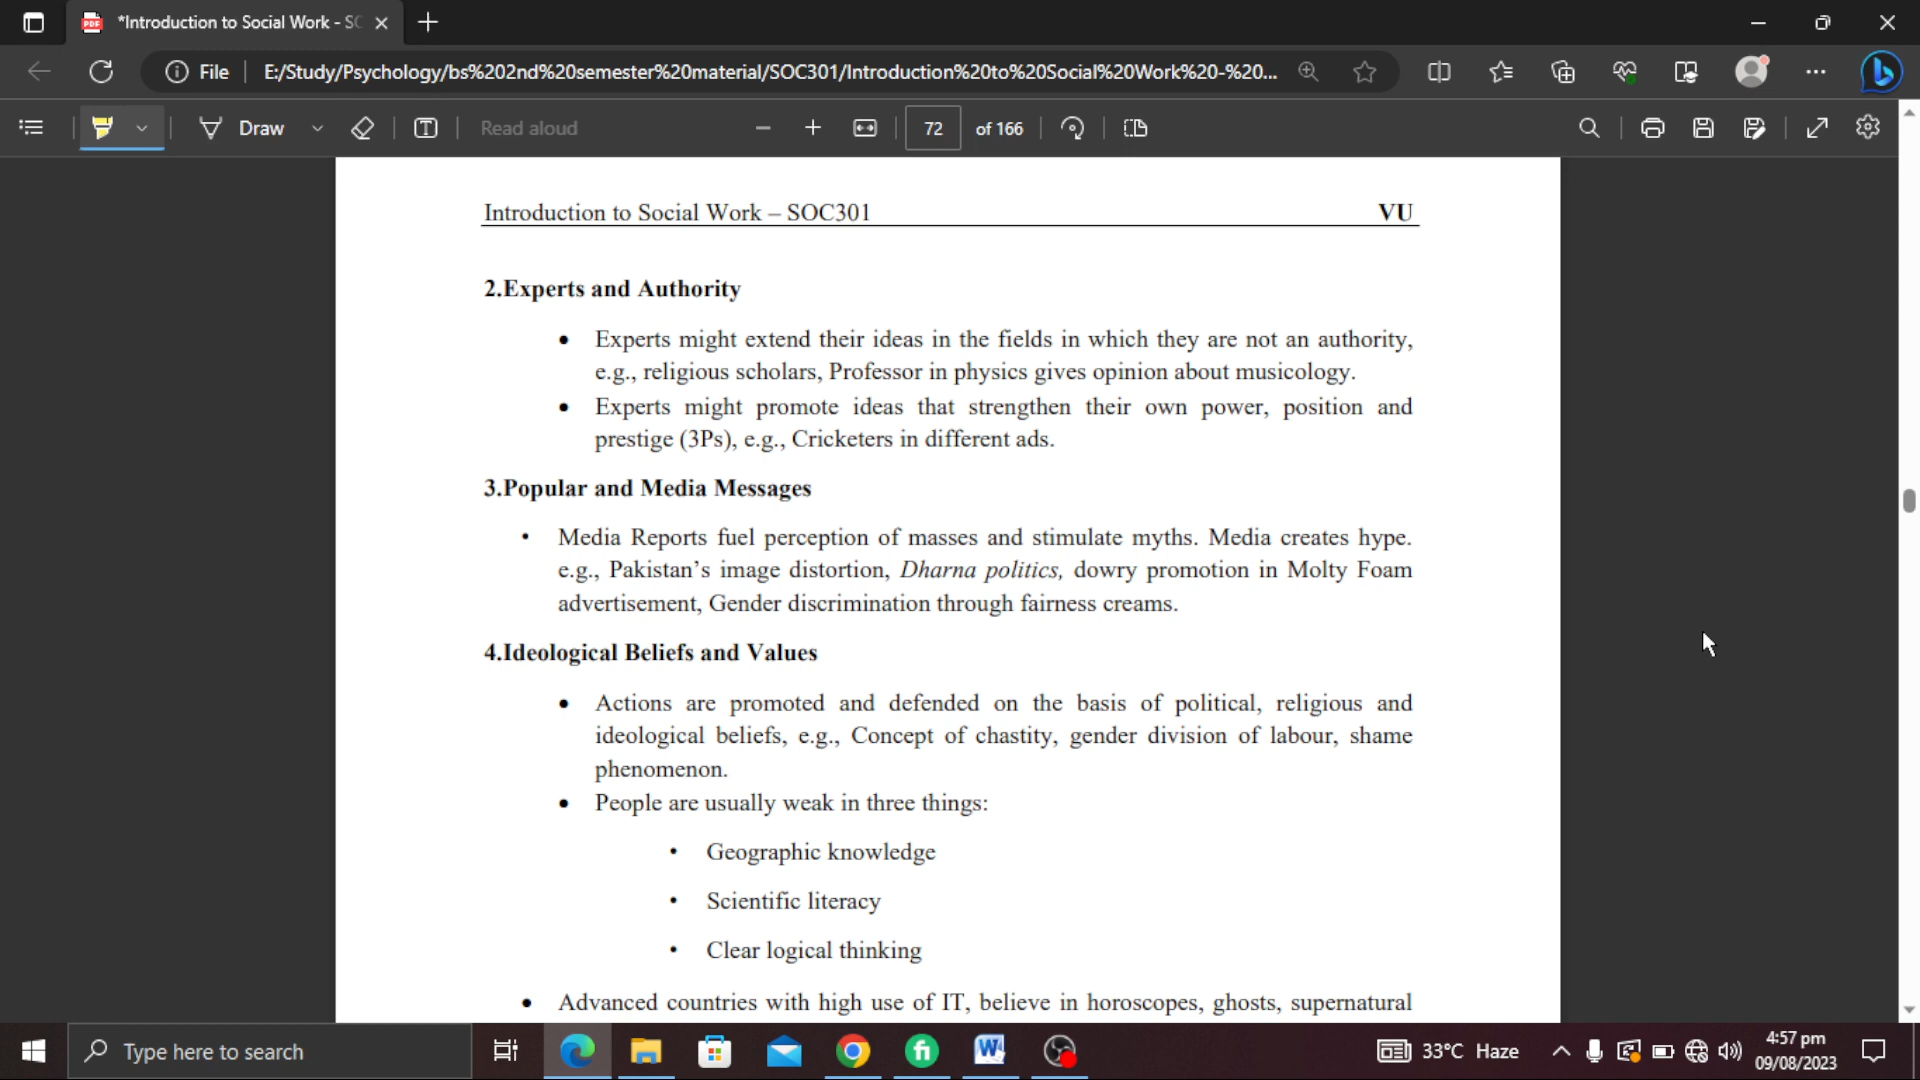 *Introduction to Social Work - SC
File
E:/Study/Psychology/bs%202nd%20semester%20material/SOC301/Introduction%20to%20Social%20Work%20-%20...
Draw
Read aloud
72
of 166
Introduction to Social Work – SOC301 VU
2.Experts and Authority
• Experts might extend their ideas in the fields in which they are not an authority,
e.g., religious scholars, Professor in physics gives opinion about musicology.
• Experts might promote ideas that strengthen their own power, position and
prestige (3Ps), e.g., Cricketers in different ads.
3.Popular and Media Messages
• Media Reports fuel perception of masses and stimulate myths. Media creates hype.
e.g., Pakistan’s image distortion, Dharna politics, dowry promotion in Molty Foam
advertisement, Gender discrimination through fairness creams.
4.Ideological Beliefs and Values
• Actions are promoted and defended on the basis of political, religious and
ideological beliefs, e.g., Concept of chastity, gender division of labour, shame
phenomenon.
• People are usually weak in three things:
• Geographic knowledge
• Scientific literacy
• Clear logical thinking
• Advanced countries with high use of IT, believe in horoscopes, ghosts, supernatural
Type here to search
33°C Haze
4:57 pm
09/08/2023